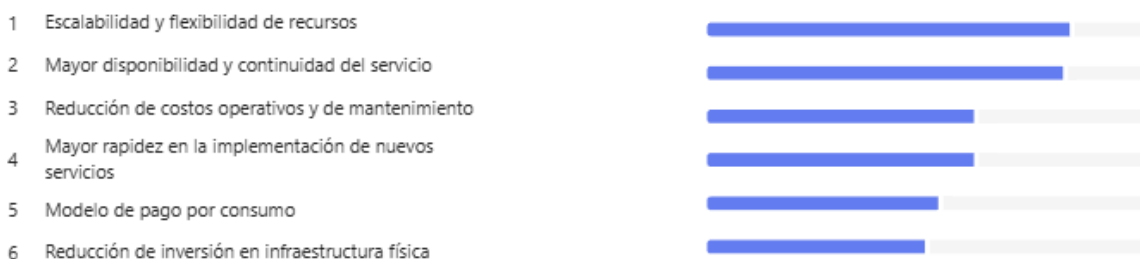 1 Escalabilidad y flexibilidad de recursos
2 Mayor disponibilidad y continuidad del servicio
3 Reducción de costos operativos y de mantenimiento
4 Mayor rapidez en la implementación de nuevos
servicios
5 Modelo de pago por consumo
6 Reducción de inversión en infraestructura física